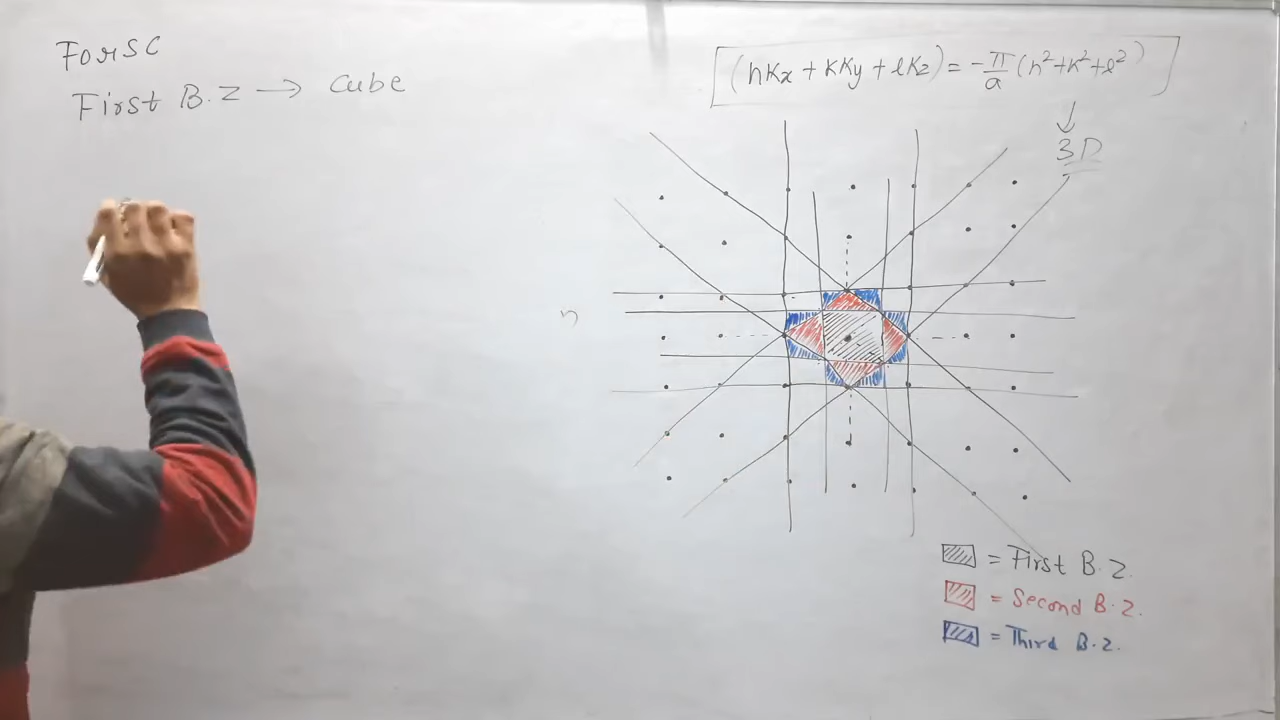 For SC
First B.Z → Cube
(hKx + KKy + lKz) = -π/a (h²+k²+l²)
3D
= First B.Z.
= Second B.Z.
= Third B.Z.